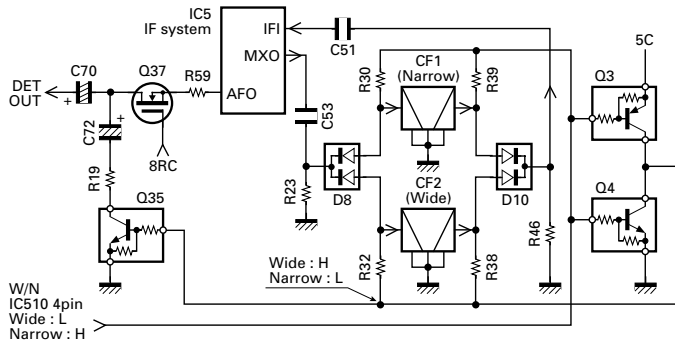 IC5
IF system
IFI
MXO
AFO
C51
5C
C70
Q37
R59
DET
OUT
+
C72
+
8RC
C53
R30
CF1
(Narrow)
R39
Q3
R19
Q35
R23
D8
CF2
(Wide)
D10
R46
Q4
R32
R38
Wide : H
Narrow : L
W/N
IC510 4pin
Wide : L
Narrow : H